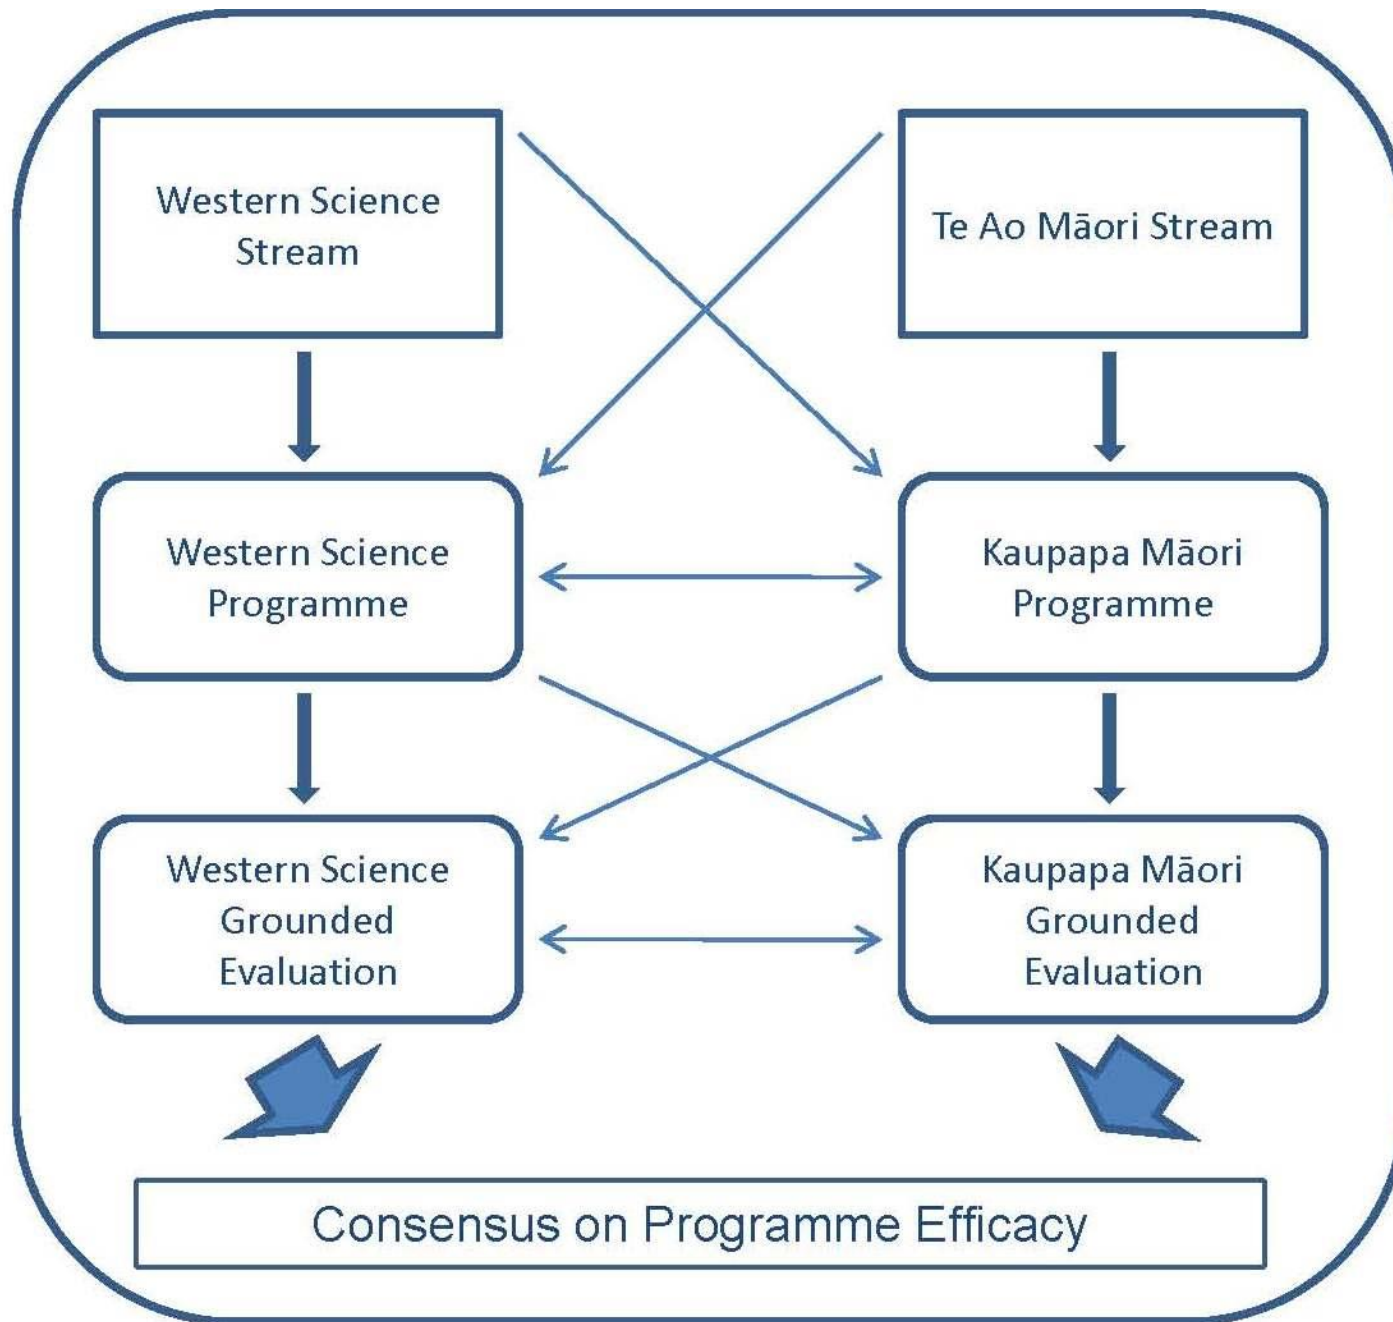 Western Science
Stream
Te Ao Māori Stream
Western Science
Programme
Kaupapa Māori
Programme
Western Science
Grounded
Evaluation
Kaupapa Māori
Grounded
Evaluation
Consensus on Programme Efficacy